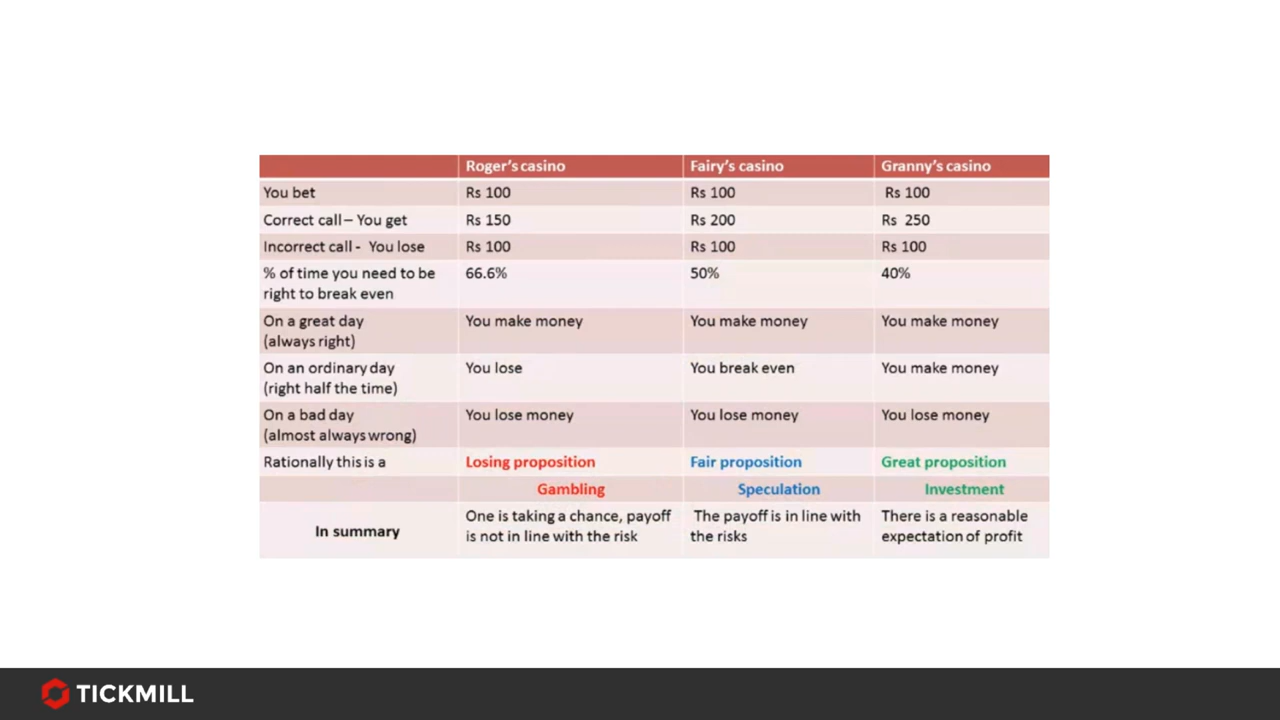 Roger's casino Fairy's casino Granny's casino
You bet Rs 100 Rs 100 Rs 100
Correct call – You get Rs 150 Rs 200 Rs 250
Incorrect call - You lose Rs 100 Rs 100 Rs 100
% of time you need to be right to break even 66.6% 50% 40%
On a great day (always right) You make money You make money You make money
On an ordinary day (right half the time) You lose You break even You make money
On a bad day (almost always wrong) You lose money You lose money You lose money
Rationally this is a Losing proposition Fair proposition Great proposition
Gambling Speculation Investment
In summary One is taking a chance, payoff is not in line with the risk The payoff is in line with the risks There is a reasonable expectation of profit
TICKMILL